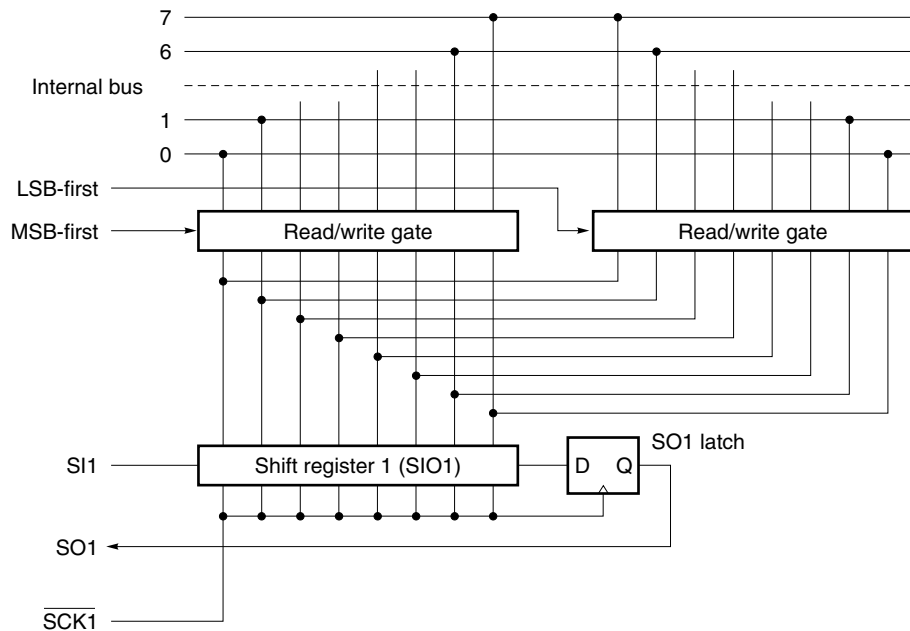 7
6
Internal bus
1
0
LSB-first
MSB-first
Read/write gate
Read/write gate
SO1 latch
SI1
Shift register 1 (SIO1)
D
Q
SO1
SCK1